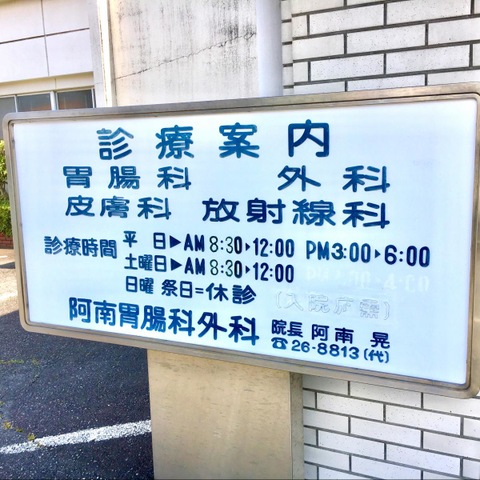 診療案内
胃腸科 外科
皮膚科 放射線科
診療時間 平 日▶AM 8:30▶12:00 PM3:00▶6:00
土曜日▶AM 8:30▶12:00
日曜 祭日=休診
阿南胃腸科外科 院長 阿南 晃
☎26-8813(代)